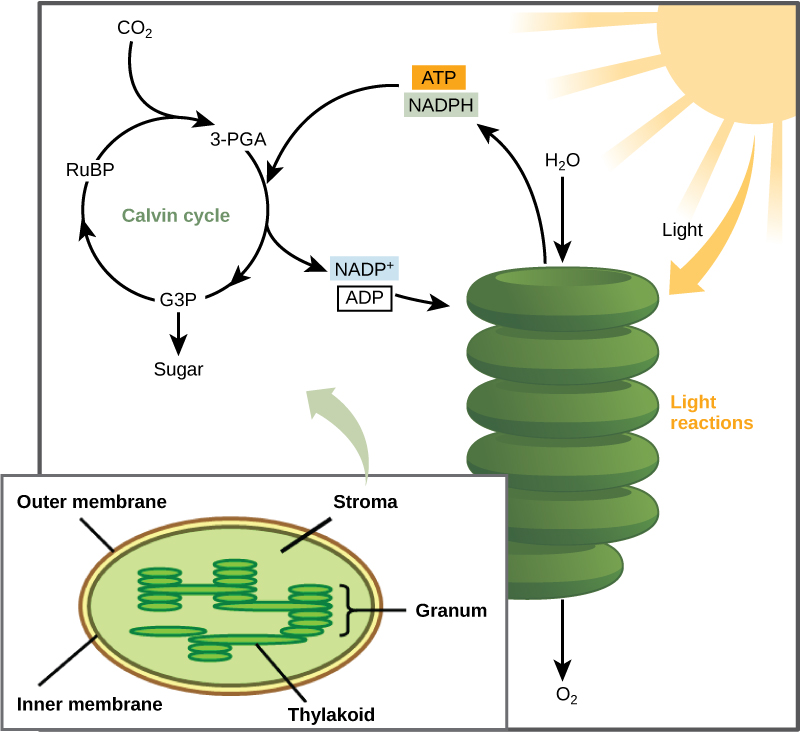 CO₂
ATP
NADPH
3-PGA
H₂O
RuBP
Calvin cycle
Light
NADP⁺
ADP
G3P
Sugar
Light
reactions
Outer membrane
Stroma
Granum
Inner membrane
Thylakoid
O₂